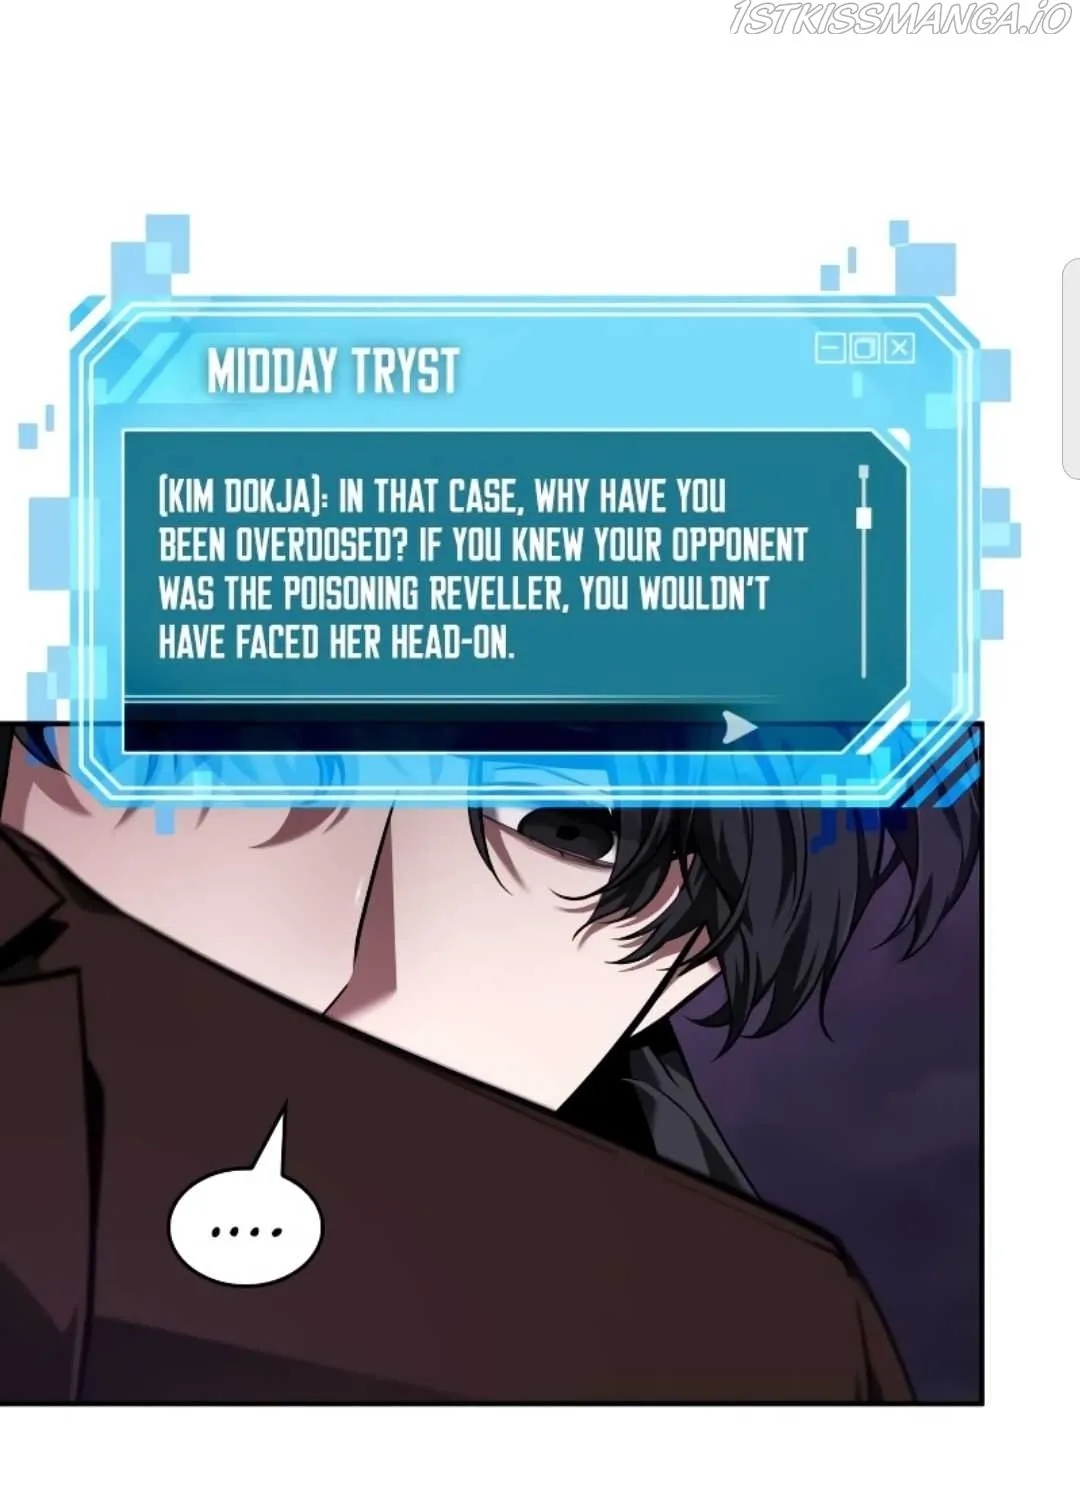 1STKISSMANGA.iO
MIDDAY TRYST
(KIM DOKJA): IN THAT CASE, WHY HAVE YOU
BEEN OVERDOSED? IF YOU KNEW YOUR OPPONENT
WAS THE POISONING REVELLER, YOU WOULDN'T
HAVE FACED HER HEAD-ON.
....